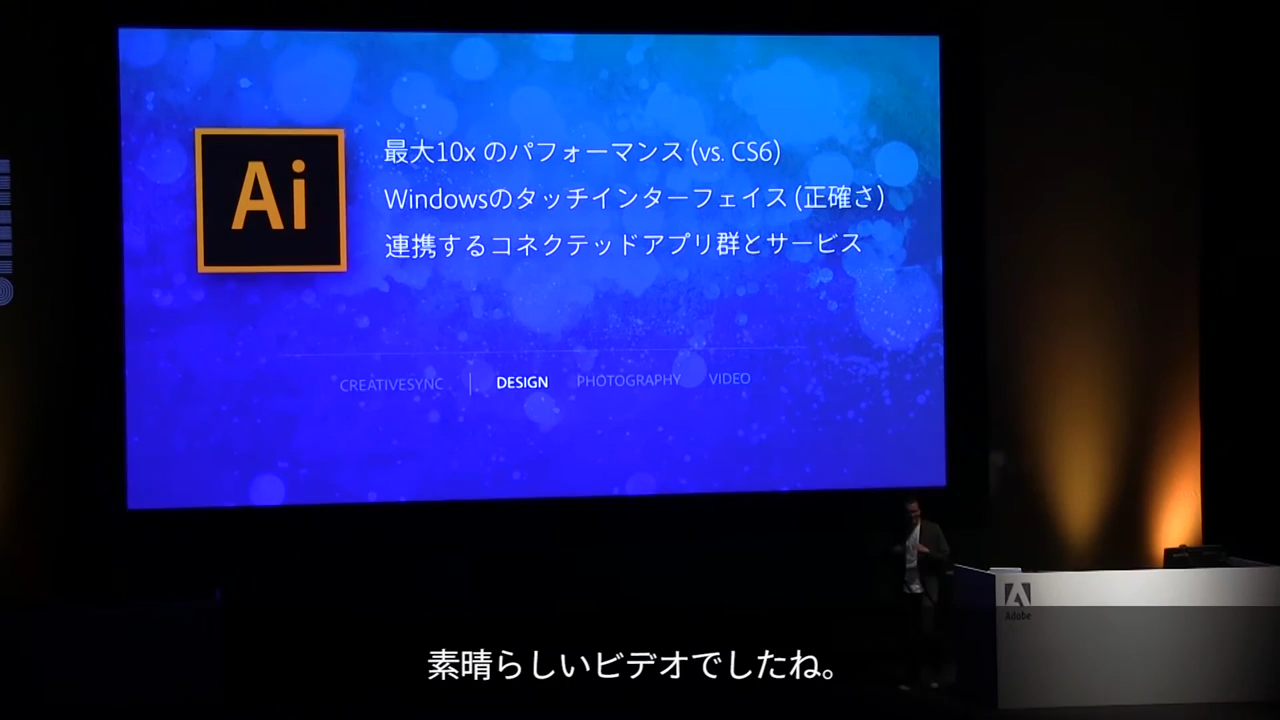 Ai
最大10x のパフォーマンス (vs. CS6)
Windowsのタッチインターフェイス (正確さ)
連携するコネクテッドアプリ群とサービス
CREATIVESYNC | DESIGN PHOTOGRAPHY VIDEO
Adobe
素晴らしいビデオでしたね。